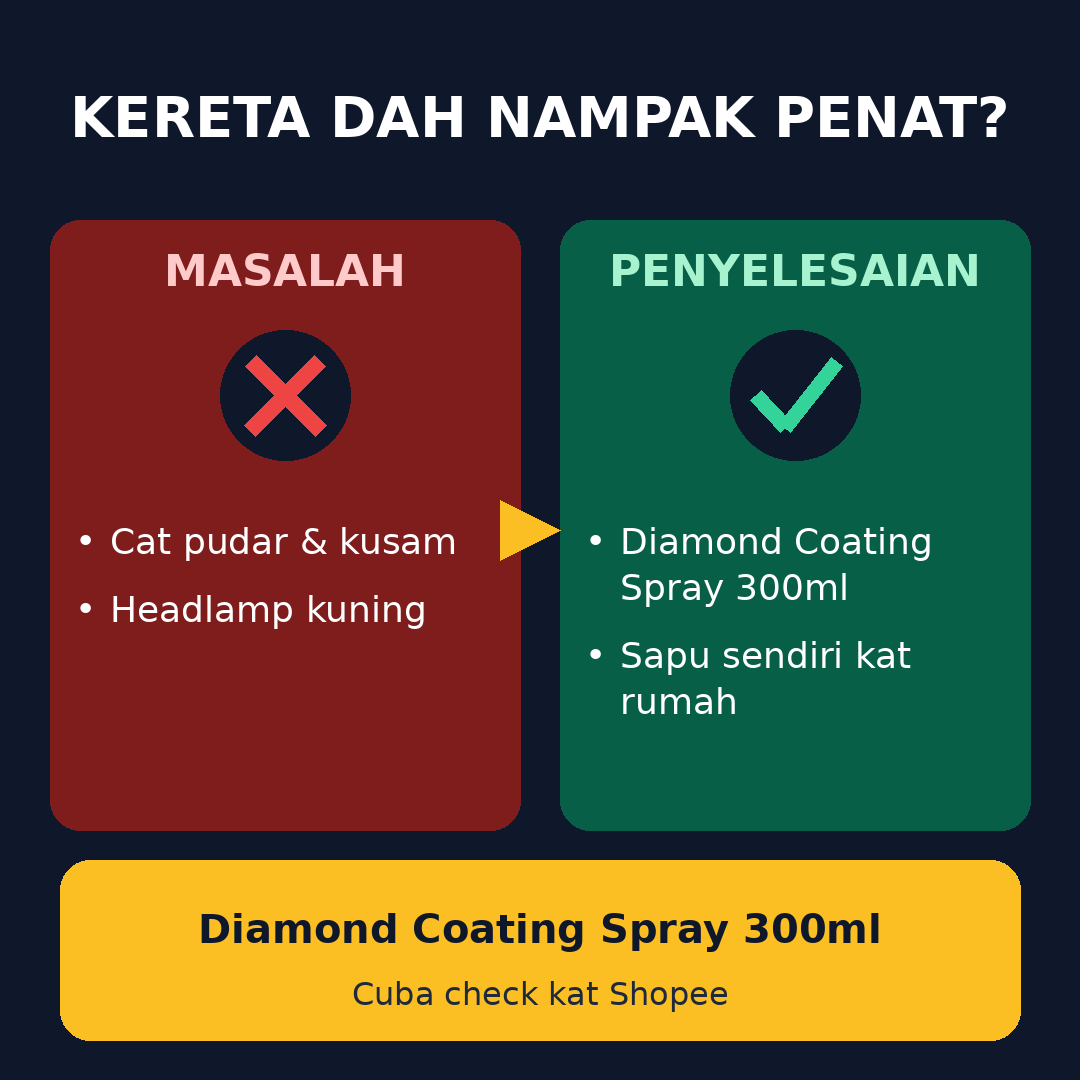 KERETA DAH NAMPAK PENAT?
MASALAH
• Cat pudar & kusam
• Headlamp kuning
PENYELESAIAN
• Diamond Coating
Spray 300ml
• Sapu sendiri kat
rumah
Diamond Coating Spray 300ml
Cuba check kat Shopee